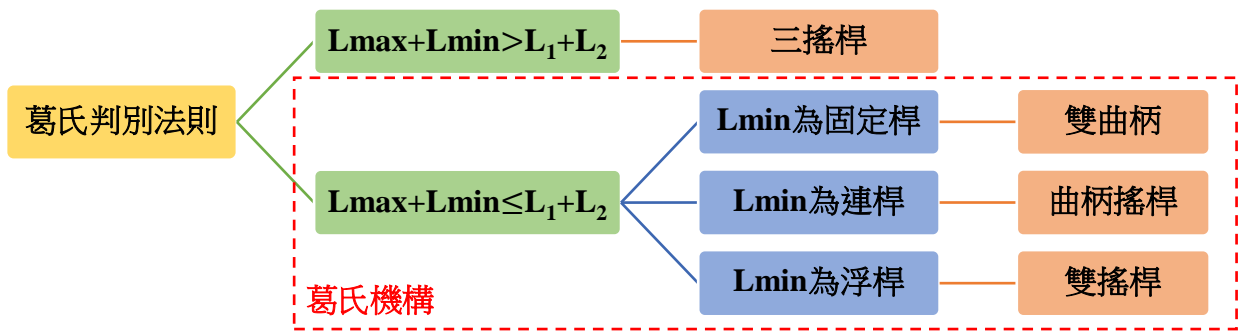 葛氏判別法則
Lmax+Lmin>L₁+L₂
三搖桿
Lmax+Lmin≤L₁+L₂
Lmin為固定桿
雙曲柄
Lmin為連桿
曲柄搖桿
Lmin為浮桿
雙搖桿
葛氏機構